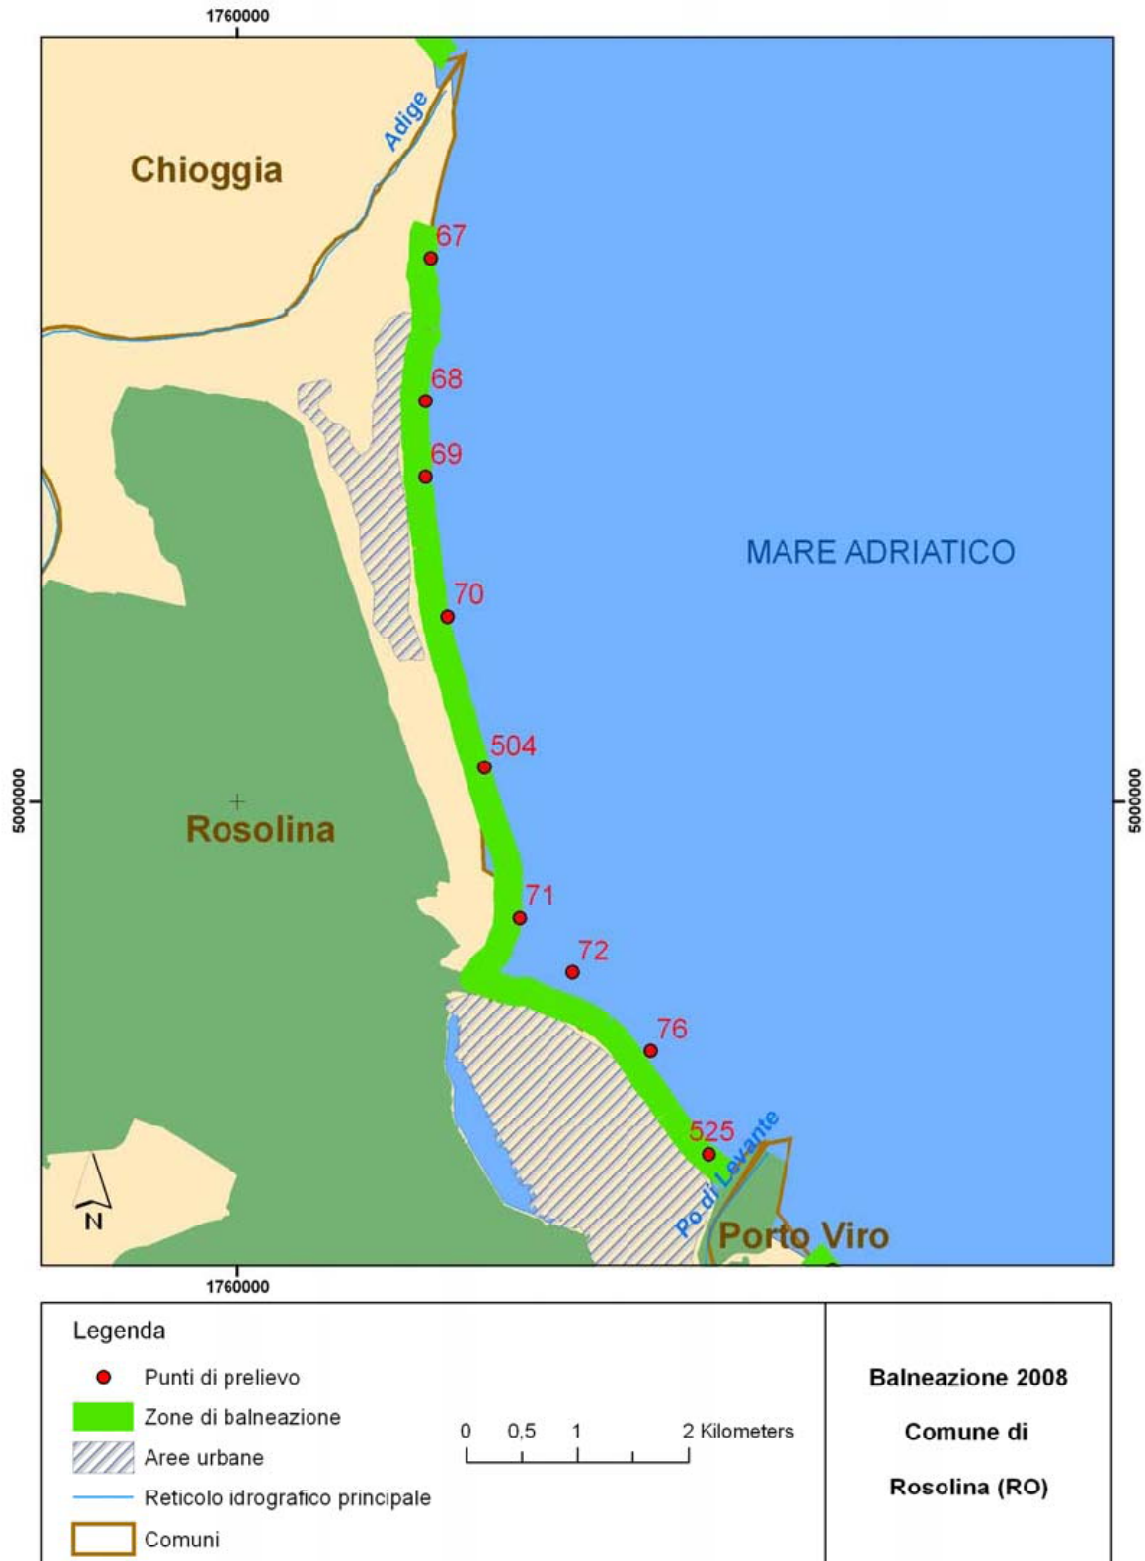 1760000
Adige
Chioggia
67
68
69
MARE ADRIATICO
70
504
5000000
5000000
Rosolina
71
72
76
525
Po di Levante
N
Porto Viro
1760000
Legenda
Punti di prelievo
Zone di balneazione
Aree urbane
Reticolo idrografico principale
Comuni
0 0,5 1 2 Kilometers
Balneazione 2008
Comune di
Rosolina (RO)